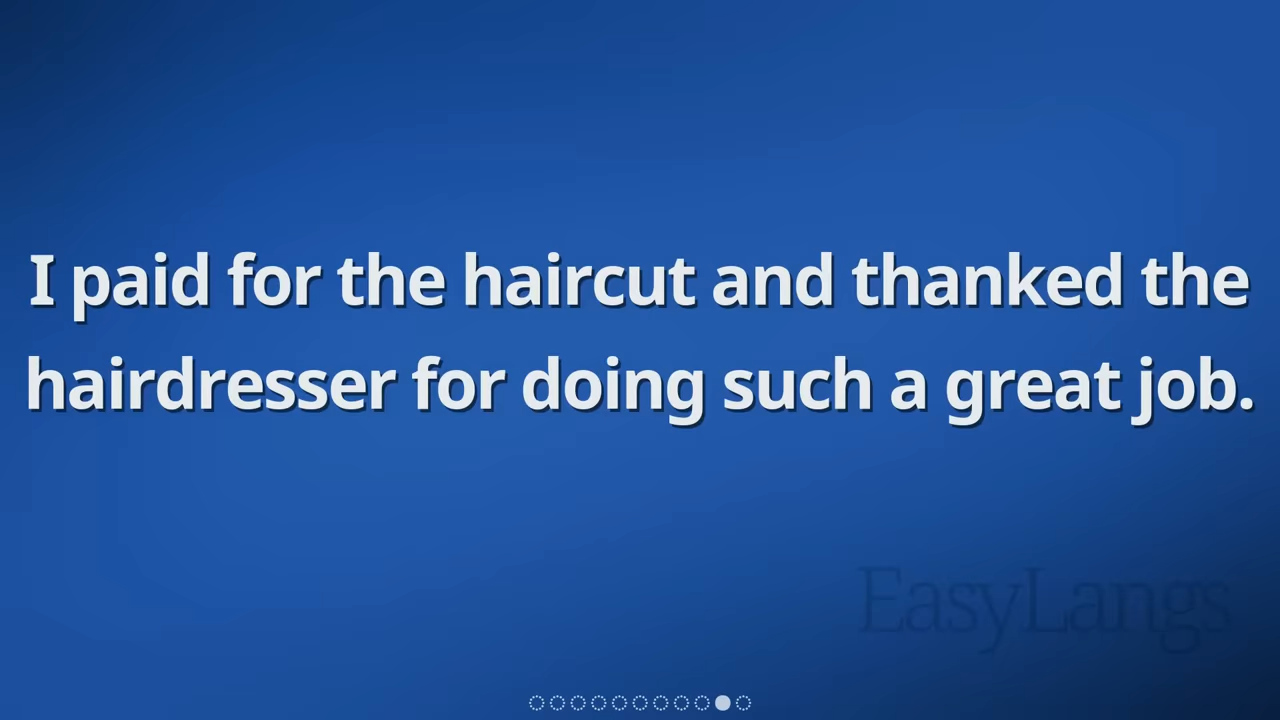 I paid for the haircut and thanked the
hairdresser for doing such a great job.
EasyLangs